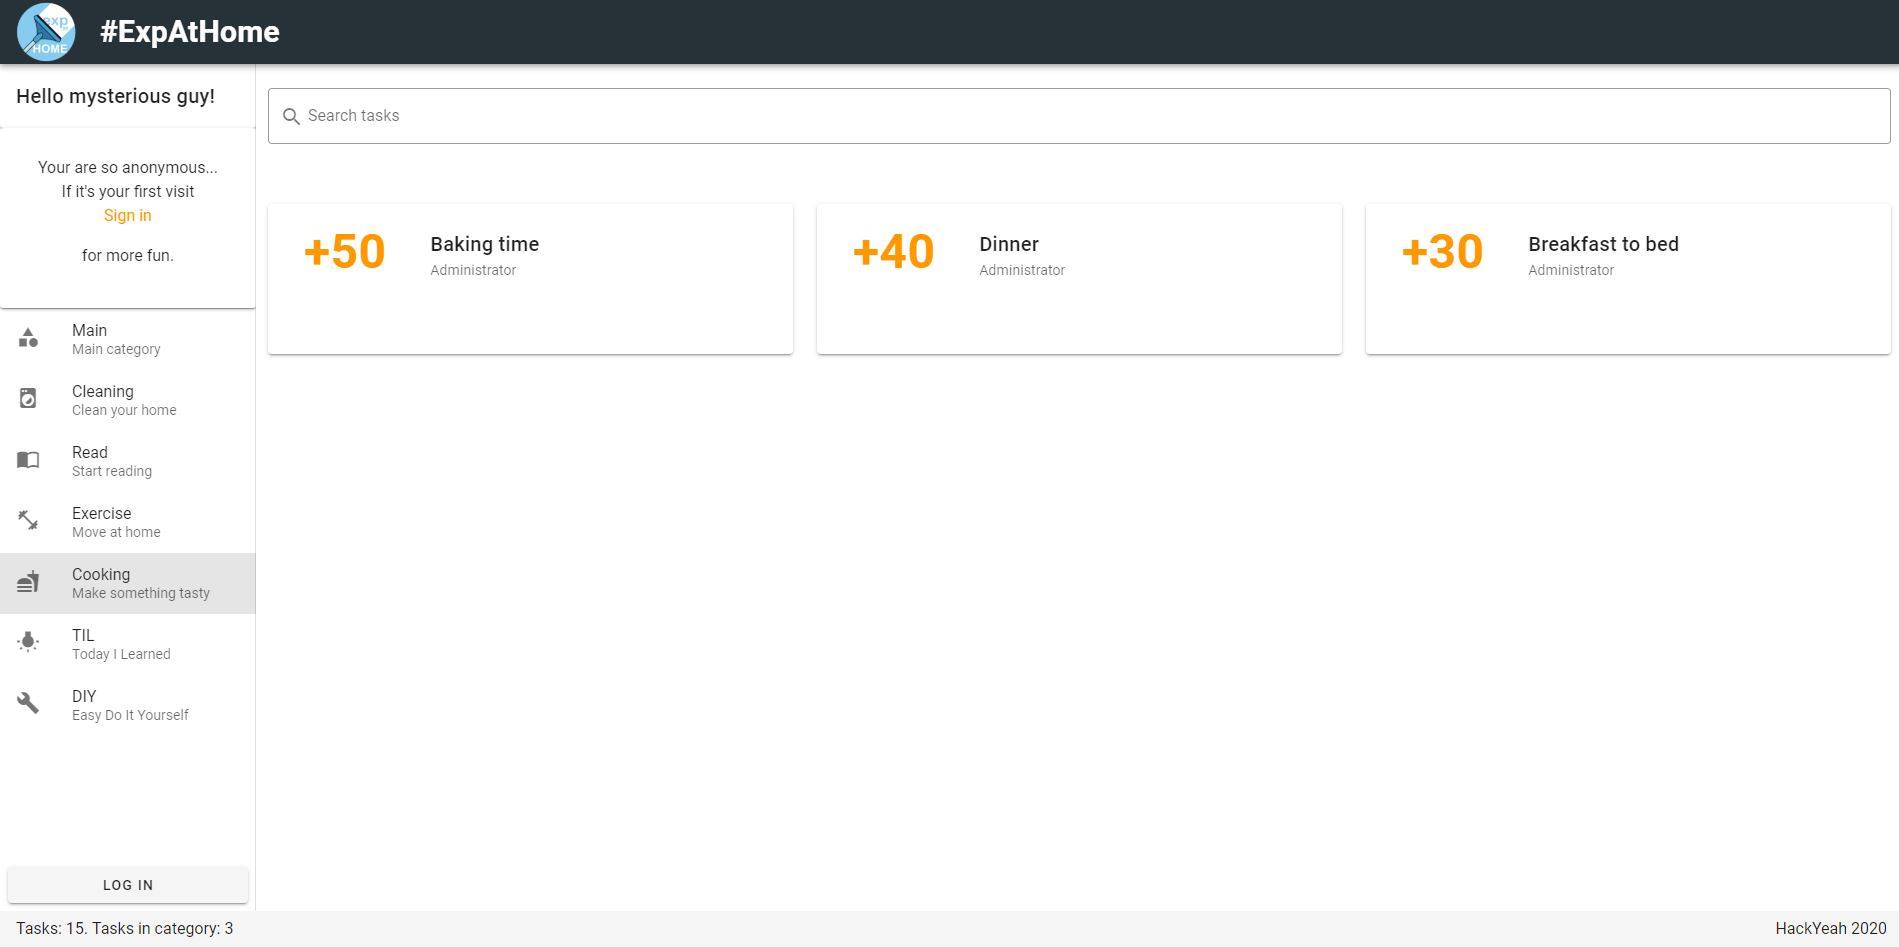 exp
HOME
#ExpAtHome
Hello mysterious guy!
Your are so anonymous...
If it's your first visit
Sign in
for more fun.
Main
Main category
Cleaning
Clean your home
Read
Start reading
Exercise
Move at home
Cooking
Make something tasty
TIL
Today I Learned
DIY
Easy Do It Yourself
LOG IN
Search tasks
+50
Baking time
Administrator
+40
Dinner
Administrator
+30
Breakfast to bed
Administrator
Tasks: 15. Tasks in category: 3
HackYeah 2020